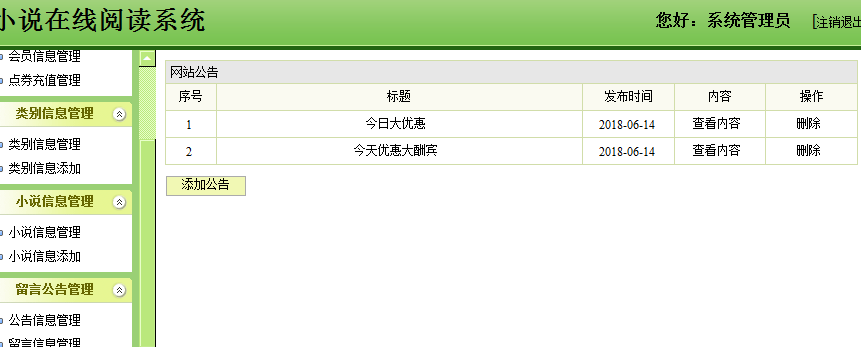 小说在线阅读系统
您好：系统管理员 [注销退出
会员信息管理
点券充值管理
类别信息管理
类别信息管理
类别信息添加
小说信息管理
小说信息管理
小说信息添加
留言公告管理
公告信息管理
留言信息管理
网站公告
序号 标题 发布时间 内容 操作
1 今日大优惠 2018-06-14 查看内容 删除
2 今天优惠大酬宾 2018-06-14 查看内容 删除
添加公告